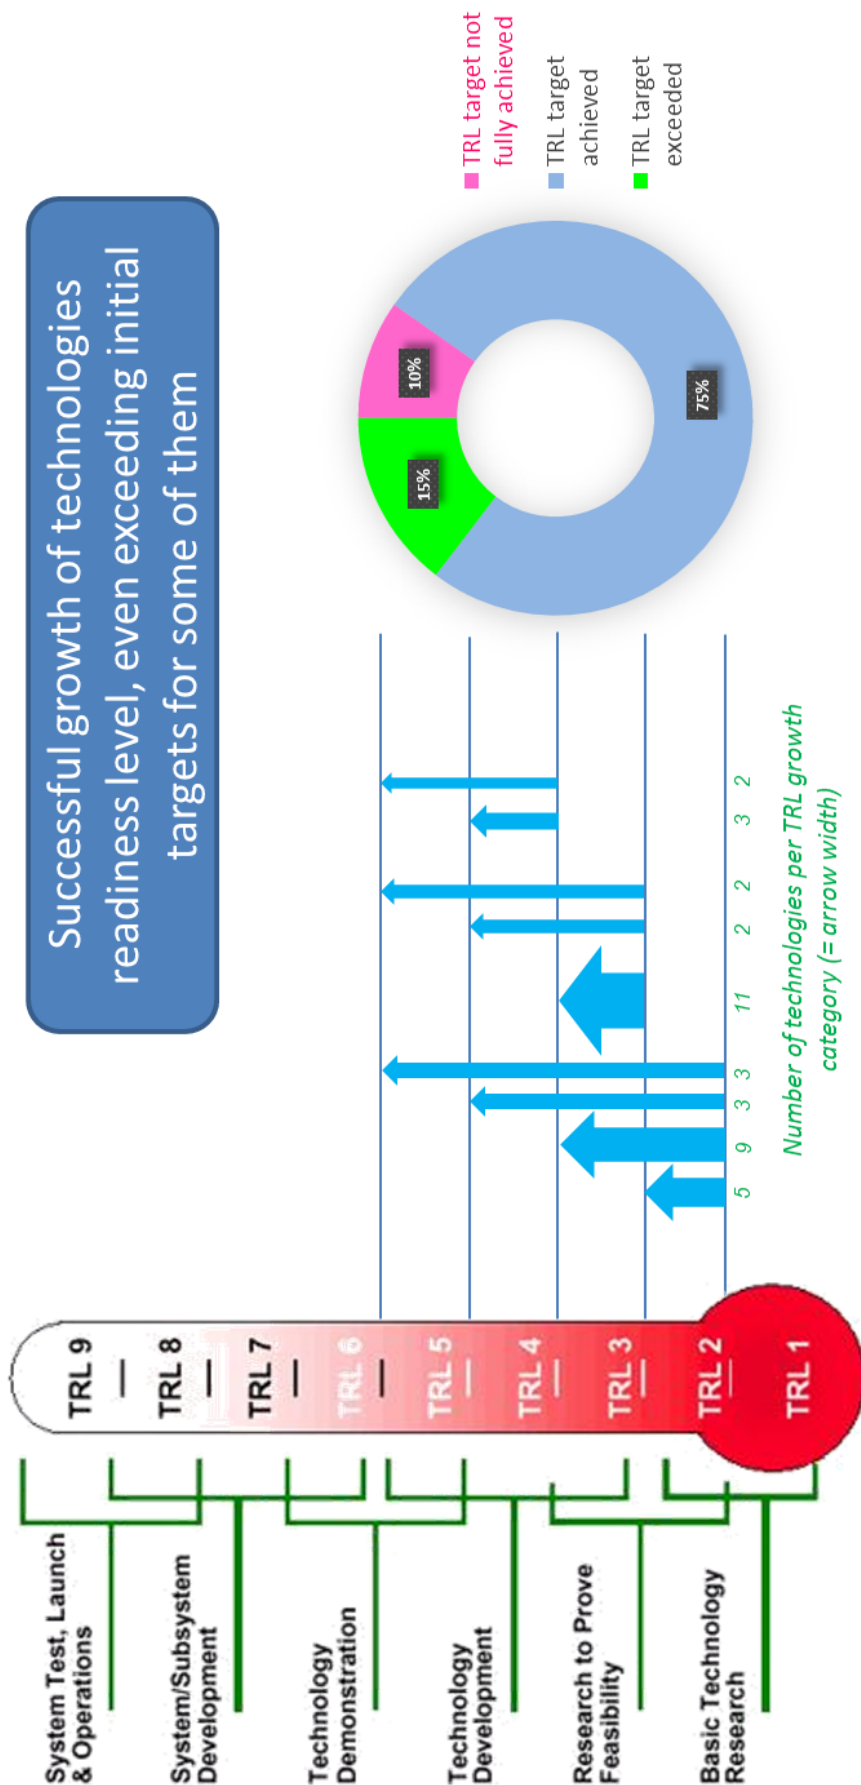 Successful growth of technologies
readiness level, even exceeding initial
targets for some of them
System Test, Launch
& Operations
System/Subsystem
Development
Technology
Demonstration
Technology
Development
Research to Prove
Feasibility
Basic Technology
Research
TRL 9
TRL 8
TRL 7
TRL 6
TRL 5
TRL 4
TRL 3
TRL 2
TRL 1
5
9
3
3
11
2
2
3
2
Number of technologies per TRL growth
category (= arrow width)
15%
10%
75%
TRL target not
fully achieved
TRL target
achieved
TRL target
exceeded